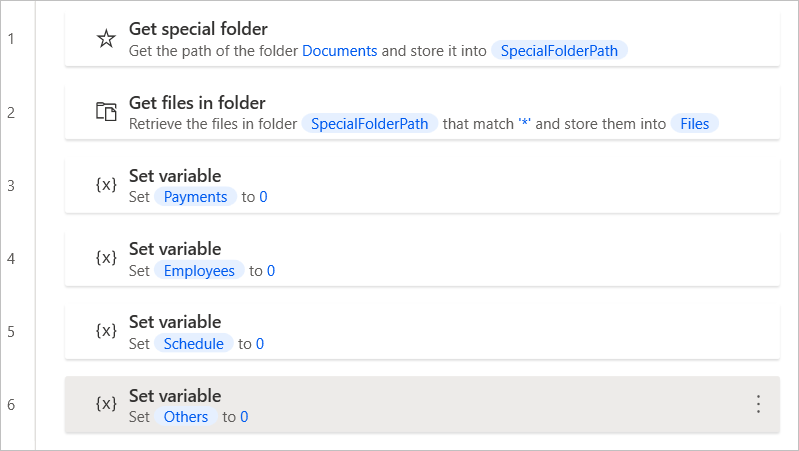 1
Get special folder
Get the path of the folder Documents and store it into SpecialFolderPath
2
Get files in folder
Retrieve the files in folder SpecialFolderPath that match '*' and store them into Files
3
{x}
Set variable
Set Payments to 0
4
{x}
Set variable
Set Employees to 0
5
{x}
Set variable
Set Schedule to 0
6
{x}
Set variable
Set Others to 0